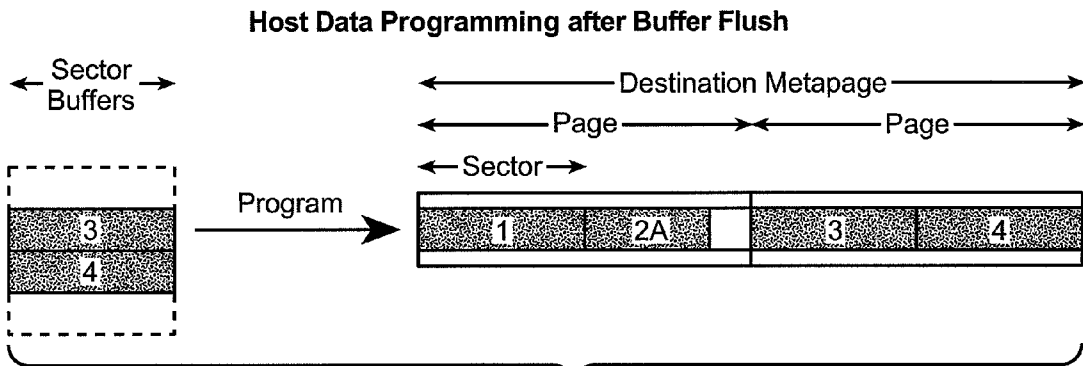 Host Data Programming after Buffer Flush
Sector
Buffers
Destination Metapage
Page Page
Sector
Program
3
4
1 2A 3 4